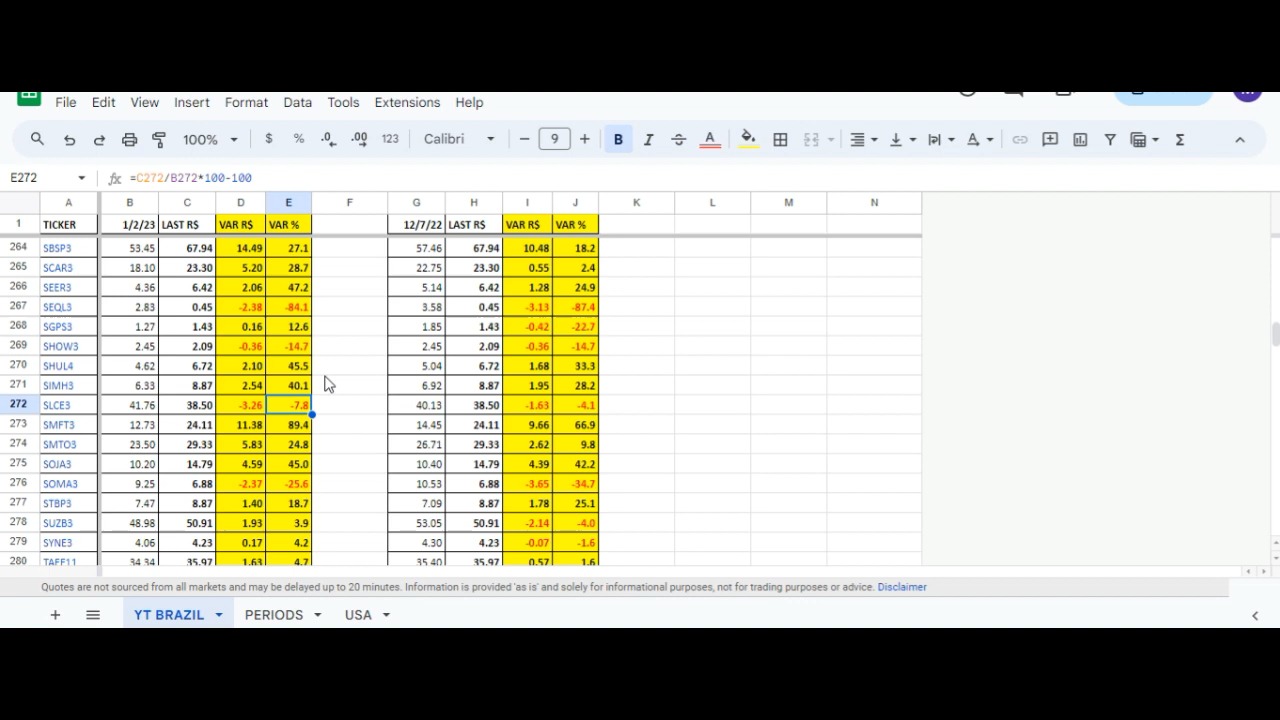 File Edit View Insert Format Data Tools Extensions Help
100% $ % .0 .00 123 Calibri 9 B I A Σ
E272 fx =C272/B272*100-100
A B C D E F G H I J K L M N
1 TICKER 1/2/23 LAST R$ VAR R$ VAR % 12/7/22 LAST R$ VAR R$ VAR %
264 SBSP3 53.45 67.94 14.49 27.1 57.46 67.94 10.48 18.2
265 SCAR3 18.10 23.30 5.20 28.7 22.75 23.30 0.55 2.4
266 SEER3 4.36 6.42 2.06 47.2 5.14 6.42 1.28 24.9
267 SEQL3 2.83 0.45 -2.38 -84.1 3.58 0.45 -3.13 -87.4
268 SGPS3 1.27 1.43 0.16 12.6 1.85 1.43 -0.42 -22.7
269 SHOW3 2.45 2.09 -0.36 -14.7 2.45 2.09 -0.36 -14.7
270 SHUL4 4.62 6.72 2.10 45.5 5.04 6.72 1.68 33.3
271 SIMH3 6.33 8.87 2.54 40.1 6.92 8.87 1.95 28.2
272 SLCE3 41.76 38.50 -3.26 -7.8 40.13 38.50 -1.63 -4.1
273 SMFT3 12.73 24.11 11.38 89.4 14.45 24.11 9.66 66.9
274 SMTO3 23.50 29.33 5.83 24.8 26.71 29.33 2.62 9.8
275 SOJA3 10.20 14.79 4.59 45.0 10.40 14.79 4.39 42.2
276 SOMA3 9.25 6.88 -2.37 -25.6 10.53 6.88 -3.65 -34.7
277 STBP3 7.47 8.87 1.40 18.7 7.09 8.87 1.78 25.1
278 SUZB3 48.98 50.91 1.93 3.9 53.05 50.91 -2.14 -4.0
279 SYNE3 4.06 4.23 0.17 4.2 4.30 4.23 -0.07 -1.6
280 TAEE11 34.34 35.97 1.63 4.7 35.40 35.97 0.57 1.6
Quotes are not sourced from all markets and may be delayed up to 20 minutes. Information is provided 'as is' and solely for informational purposes, not for trading purposes or advice. Disclaimer
+ YT BRAZIL PERIODS USA